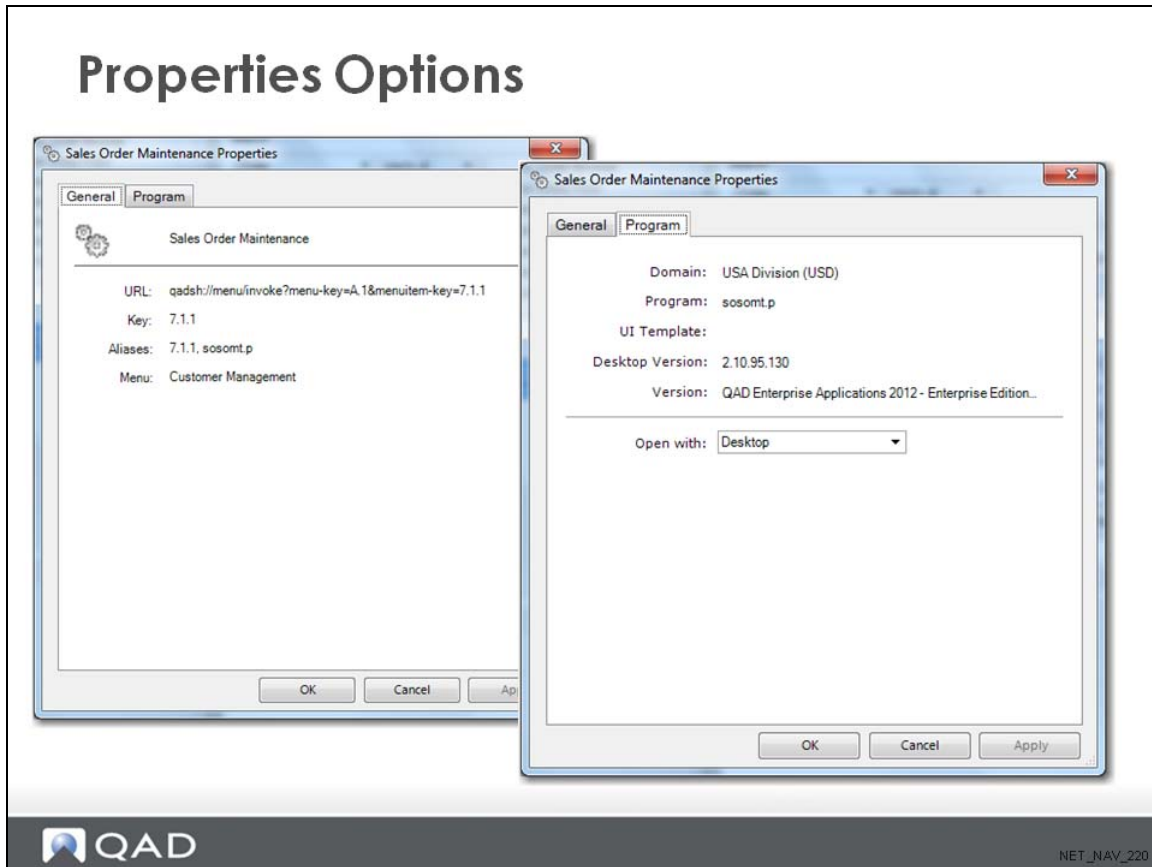 Properties Options
Sales Order Maintenance Properties
General Program
Sales Order Maintenance
URL: qadsh://menu/invoke?menu-key=A.1&menuitem-key=7.1.1
Key: 7.1.1
Aliases: 7.1.1, sosomt.p
Menu: Customer Management
OK Cancel Ap
Sales Order Maintenance Properties
General Program
Domain: USA Division (USD)
Program: sosomt.p
UI Template:
Desktop Version: 2.10.95.130
Version: QAD Enterprise Applications 2012 - Enterprise Edition...
Open with: Desktop
OK Cancel Apply
QAD
NET_NAV_220